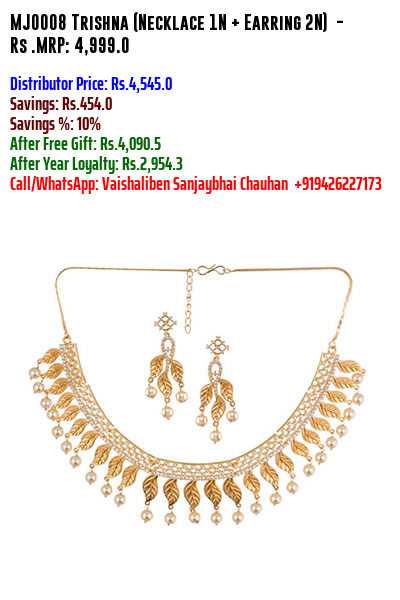 MJ0008 Trishna (Necklace 1N + Earring 2N) -
Rs .MRP: 4,999.0
Distributor Price: Rs.4,545.0
Savings: Rs.454.0
Savings %: 10%
After Free Gift: Rs.4,090.5
After Year Loyalty: Rs.2,954.3
Call/WhatsApp: Vaishaliben Sanjaybhai Chauhan +919426227173